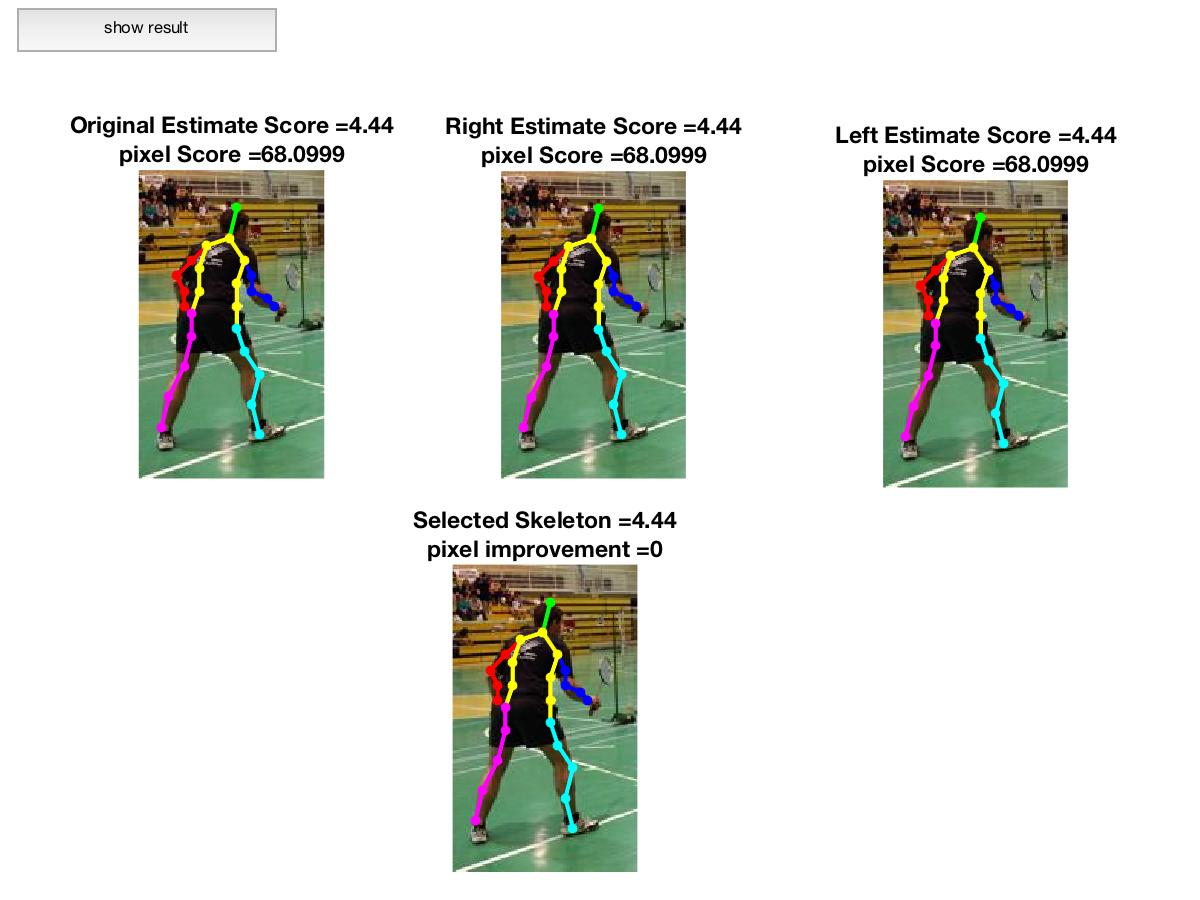 show result
Original Estimate Score =4.44
pixel Score =68.0999
Right Estimate Score =4.44
pixel Score =68.0999
Left Estimate Score =4.44
pixel Score =68.0999
Selected Skeleton =4.44
pixel improvement =0